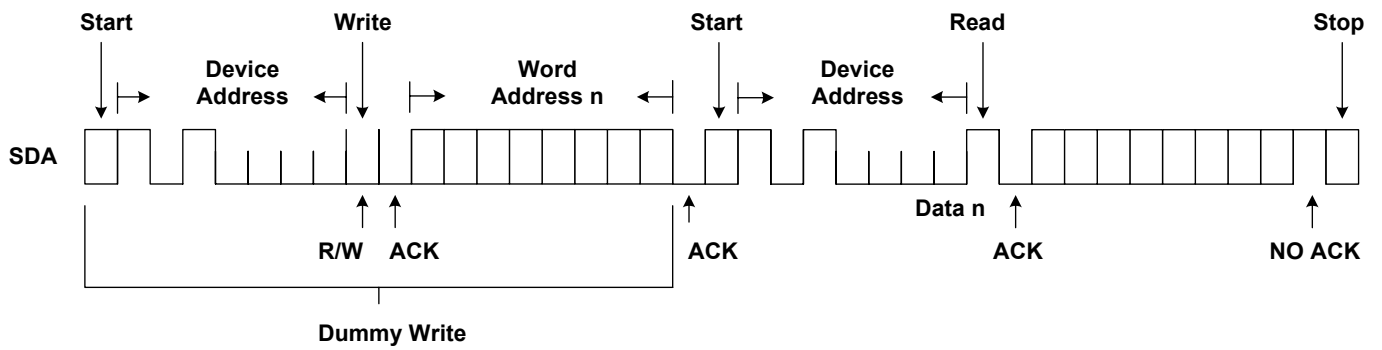 Start
Write
Start
Read
Stop
Device
Address
Word
Address n
Device
Address
SDA
Data n
R/W
ACK
ACK
ACK
NO ACK
Dummy Write